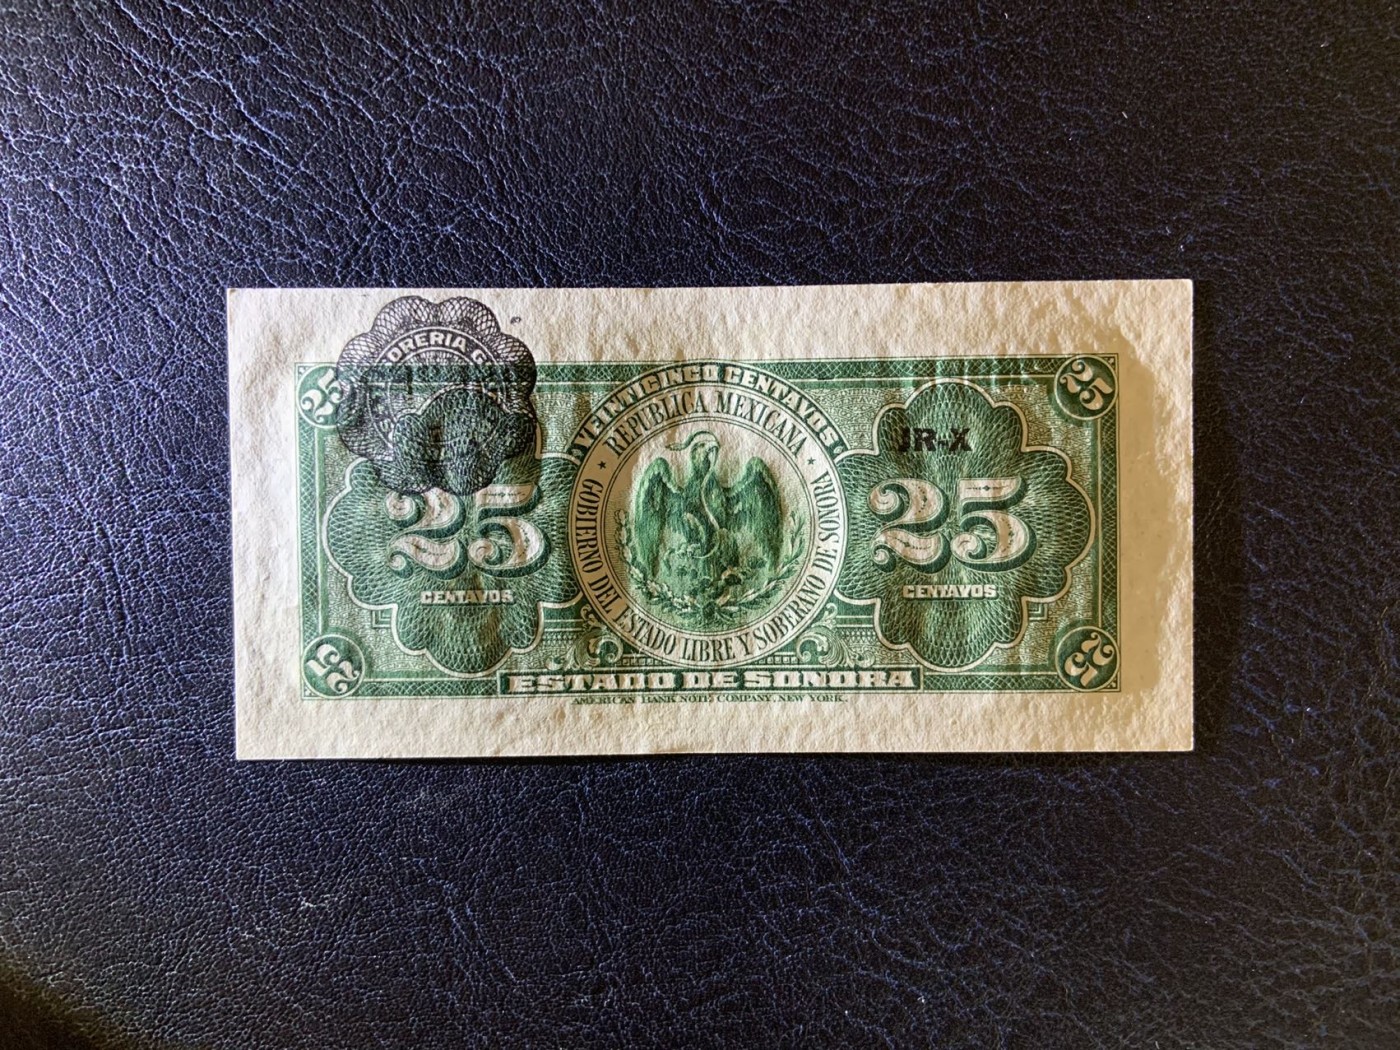 25
VEINTICINCO CENTAVOS
25
ORERIA G
REPUBLICA MEXICANA
GOBIERNO DEL ESTADO LIBRE Y SOBERANO DE SONORA
JR-X
25
CENTAVOS
25
CENTAVOS
25
25
ESTADO DE SONORA
AMERICAN BANK NOTE COMPANY, NEW YORK.